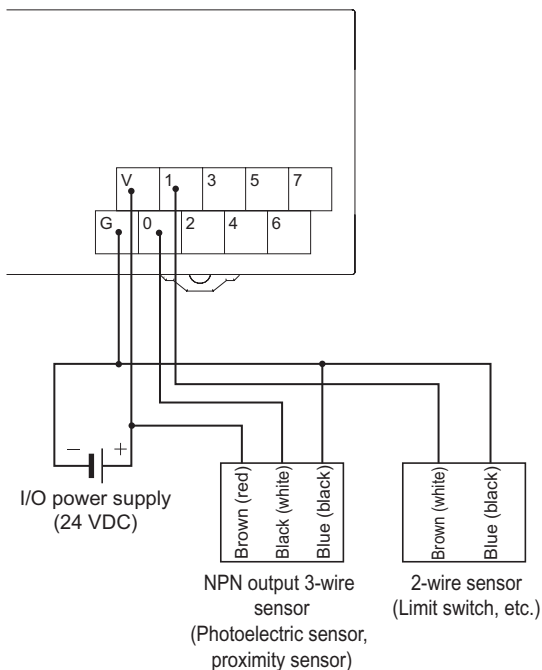 V 1 3 5 7
G 0 2 4 6
− +
I/O power supply
(24 VDC)
Brown (red)
Black (white)
Blue (black)
Brown (white)
Blue (black)
NPN output 3-wire
sensor
(Photoelectric sensor,
proximity sensor)
2-wire sensor
(Limit switch, etc.)